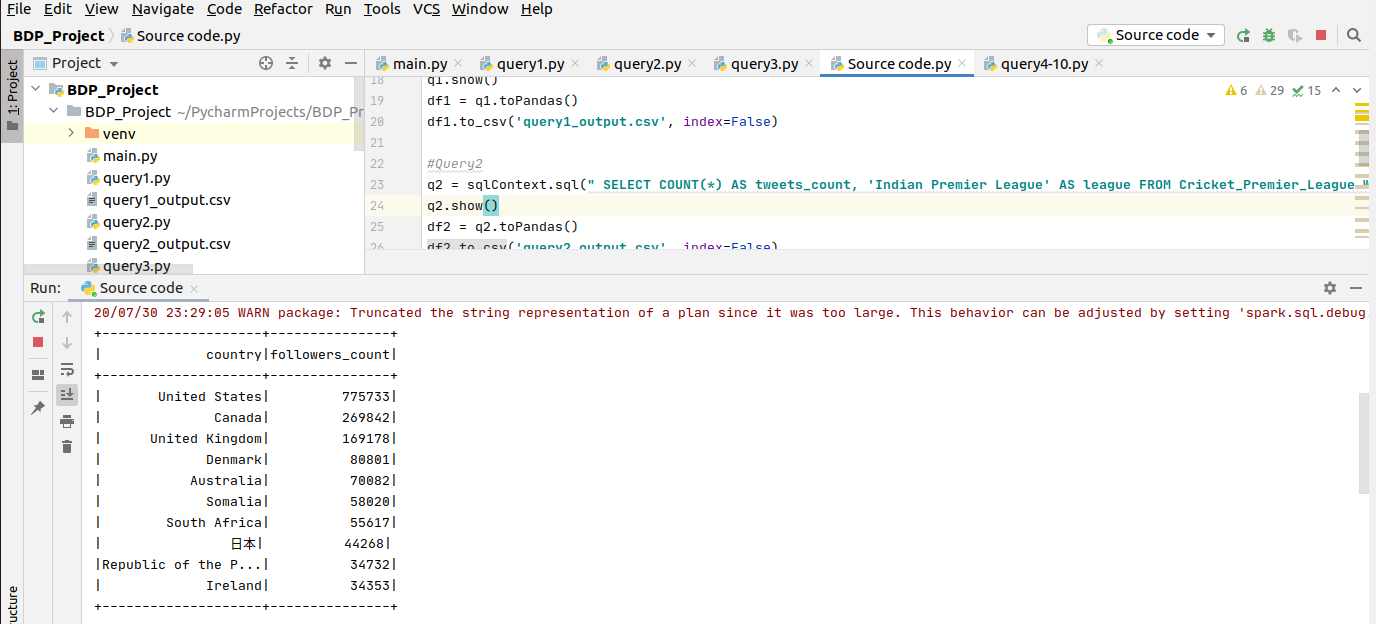 File Edit View Navigate Code Refactor Run Tools VCS Window Help
BDP_Project Source code.py Source code
1: Project Project main.py query1.py query2.py query3.py Source code.py query4-10.py
BDP_Project
BDP_Project ~/PycharmProjects/BDP_Pr
venv
main.py
query1.py
query1_output.csv
query2.py
query2_output.csv
query3.py
6 29 15
18 q1.show()
19 df1 = q1.toPandas()
20 df1.to_csv('query1_output.csv', index=False)
21
22 #Query2
23 q2 = sqlContext.sql(" SELECT COUNT(*) AS tweets_count, 'Indian Premier League' AS league FROM Cricket_Premier_League "
24 q2.show()
25 df2 = q2.toPandas()
26 df2.to_csv('query2_output.csv', index=False)
Run: Source code
20/07/30 23:29:05 WARN package: Truncated the string representation of a plan since it was too large. This behavior can be adjusted by setting 'spark.sql.debug.
+--------------------+---------------+
| country|followers_count|
+--------------------+---------------+
| United States| 775733|
| Canada| 269842|
| United Kingdom| 169178|
| Denmark| 80801|
| Australia| 70082|
| Somalia| 58020|
| South Africa| 55617|
| 日本| 44268|
|Republic of the P...| 34732|
| Ireland| 34353|
+--------------------+---------------+
ucture